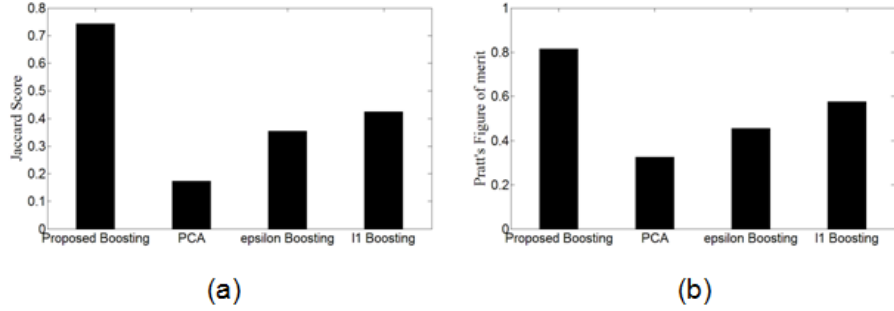 0.8
0.7
0.6
0.5
0.4
0.3
0.2
0.1
0
Jaccard Score
Proposed Boosting PCA epsilon Boosting l1 Boosting
(a)
1
0.8
0.6
0.4
0.2
0
Pratt's Figure of merit
Proposed Boosting PCA epsilon Boosting l1 Boosting
(b)